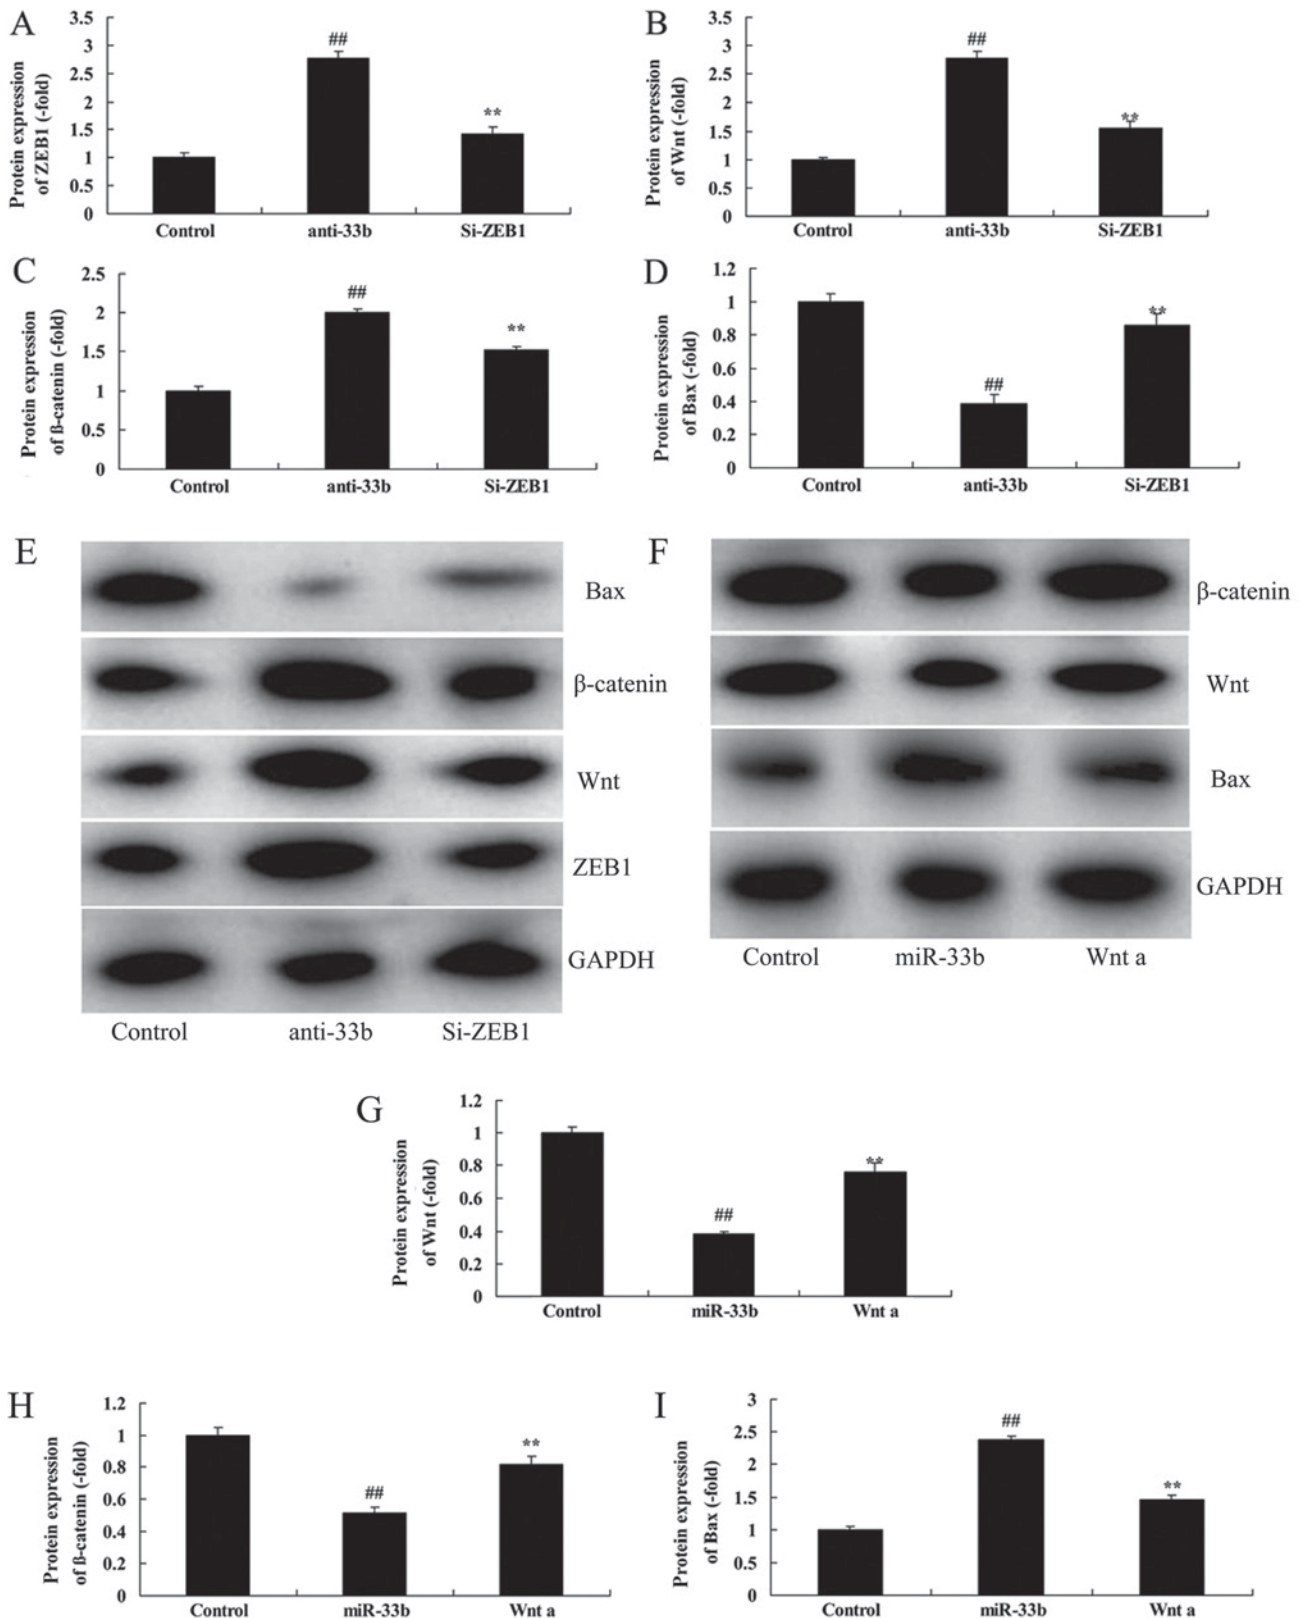 A
Protein expression
of ZEB1 (-fold)
3.5
3
2.5
2
1.5
1
0.5
0
##
**
Control anti-33b Si-ZEB1
B
Protein expression
of Wnt (-fold)
3.5
3
2.5
2
1.5
1
0.5
0
##
**
Control anti-33b Si-ZEB1
C
Protein expression
of ß-catenin (-fold)
2.5
2
1.5
1
0.5
0
##
**
Control anti-33b Si-ZEB1
D
Protein expression
of Bax (-fold)
1.2
1
0.8
0.6
0.4
0.2
0
##
**
Control anti-33b Si-ZEB1
E
Bax
β-catenin
Wnt
ZEB1
GAPDH
Control anti-33b Si-ZEB1
F
β-catenin
Wnt
Bax
GAPDH
Control miR-33b Wnt a
G
Protein expression
of Wnt (-fold)
1.2
1
0.8
0.6
0.4
0.2
0
##
**
Control miR-33b Wnt a
H
Protein expression
of ß-catenin (-fold)
1.2
1
0.8
0.6
0.4
0.2
0
##
**
Control miR-33b Wnt a
I
Protein expression
of Bax (-fold)
3
2.5
2
1.5
1
0.5
0
##
**
Control miR-33b Wnt a